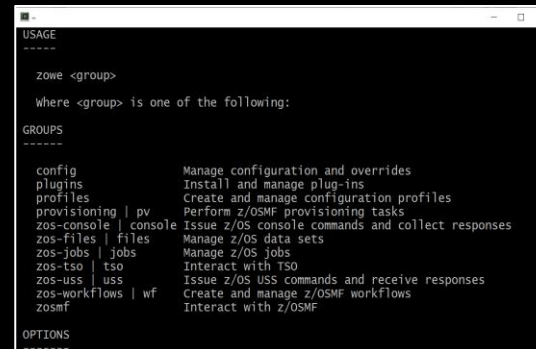 USAGE
-----
zowe <group>
Where <group> is one of the following:
GROUPS
------
config Manage configuration and overrides
plugins Install and manage plug-ins
profiles Create and manage configuration profiles
provisioning | pv Perform z/OSMF provisioning tasks
zos-console | console Issue z/OS console commands and collect responses
zos-files | files Manage z/OS data sets
zos-jobs | jobs Manage z/OS jobs
zos-tso | tso Interact with TSO
zos-uss | uss Issue z/OS USS commands and receive responses
zos-workflows | wf Create and manage z/OSMF workflows
zosmf Interact with z/OSMF
OPTIONS
-------